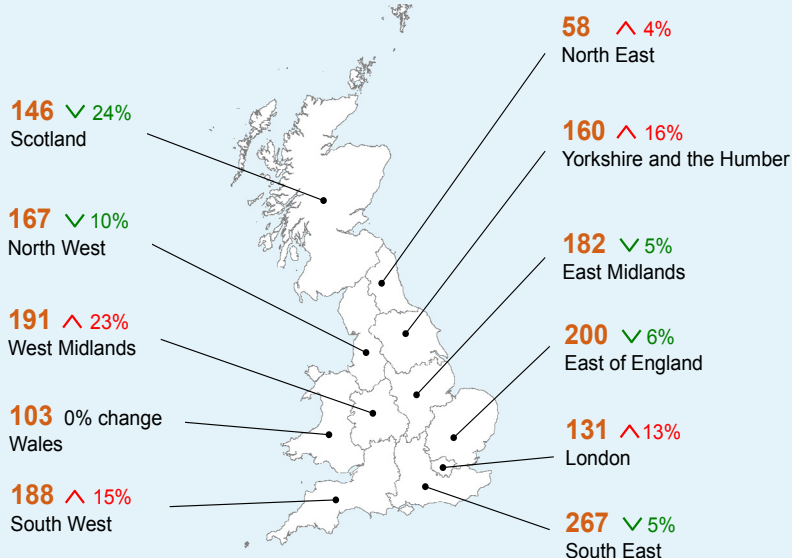 58 4%
North East
146 24%
Scotland
160 16%
Yorkshire and the Humber
167 10%
North West
182 5%
East Midlands
191 23%
West Midlands
200 6%
East of England
103 0% change
Wales
131 13%
London
188 15%
South West
267 5%
South East